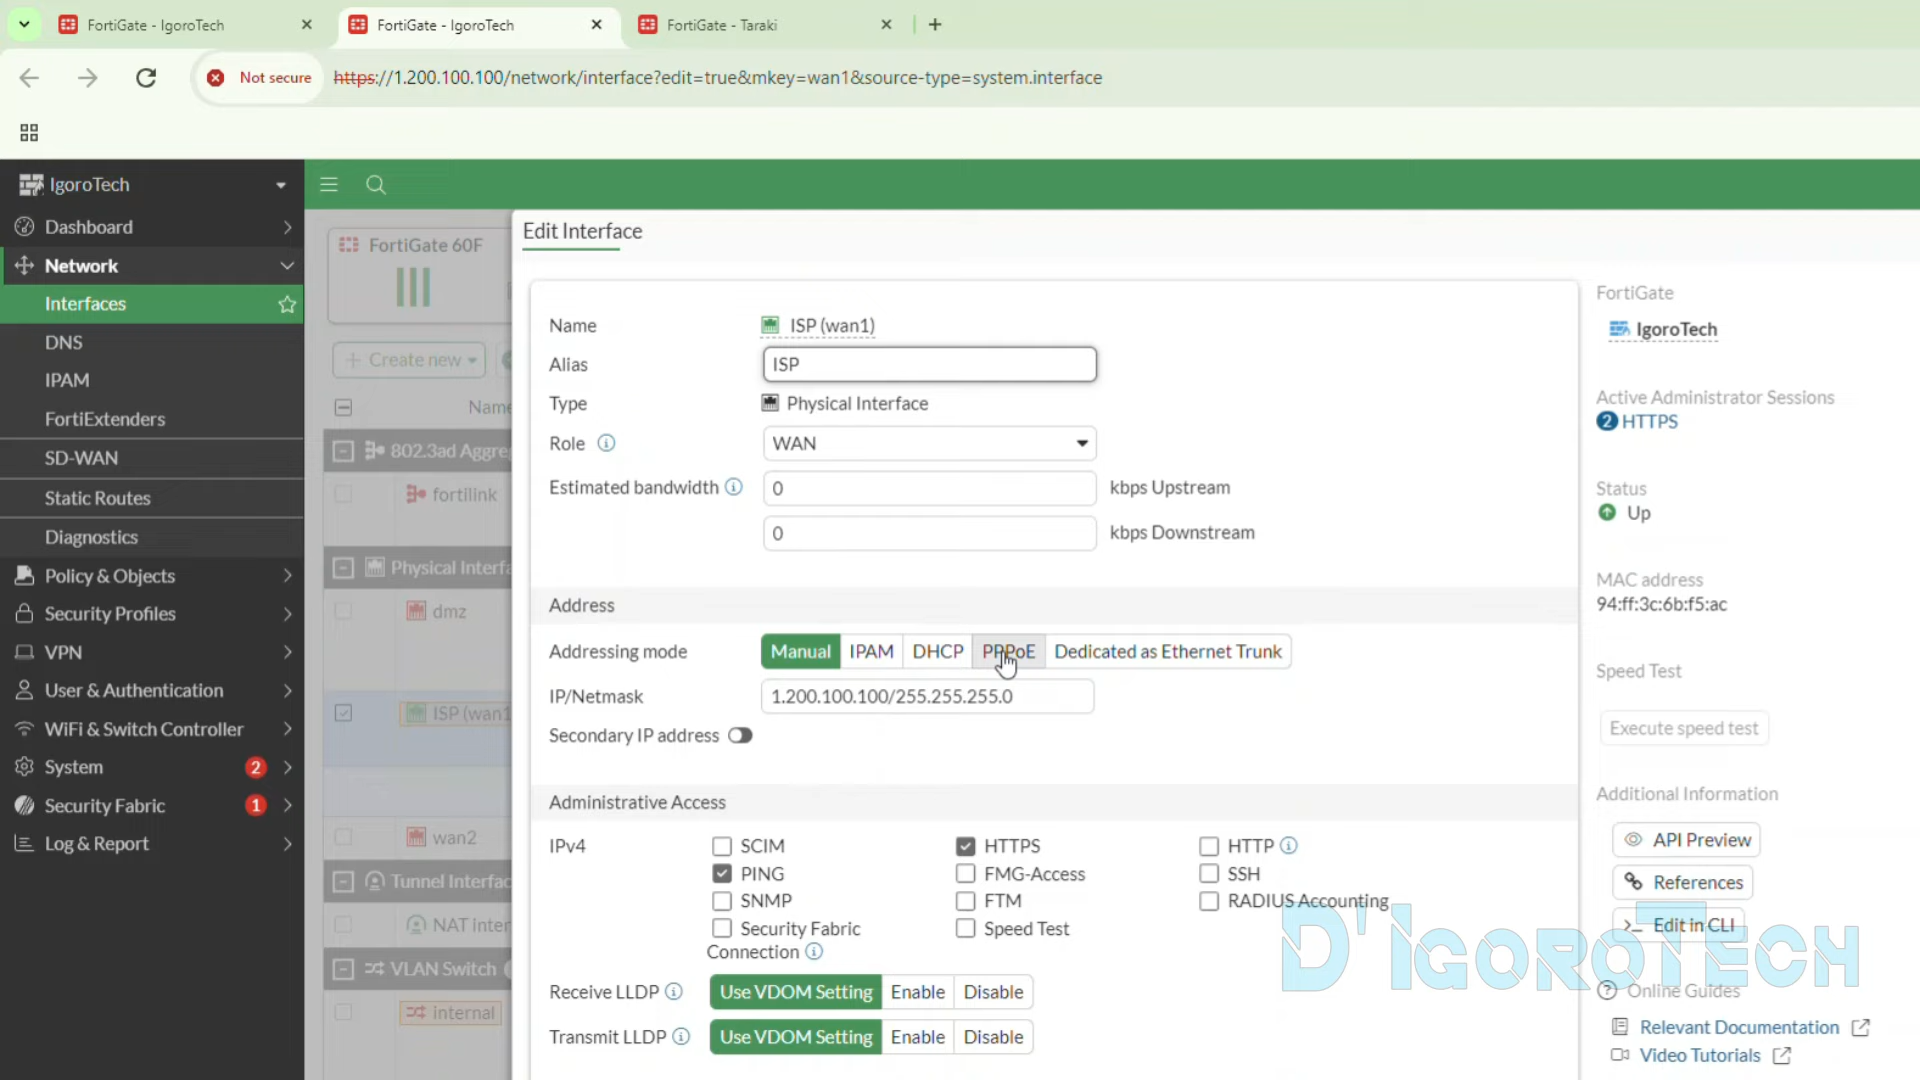 FortiGate - IgoroTech
FortiGate - IgoroTech
FortiGate - Taraki
Not secure
https://1.200.100.100/network/interface?edit=true&mkey=wan1&source-type=system.interface
IgoroTech
Dashboard
Network
Interfaces
DNS
IPAM
FortiExtenders
SD-WAN
Static Routes
Diagnostics
Policy & Objects
Security Profiles
VPN
User & Authentication
WiFi & Switch Controller
System 2
Security Fabric 1
Log & Report
FortiGate 60F
Create new
Name
802.3ad Aggre
fortilink
Physical Interfa
dmz
ISP (wan1
wan2
Tunnel Interfac
NAT inter
VLAN Switch
internal
Edit Interface
Name ISP (wan1)
Alias ISP
Type Physical Interface
Role WAN
Estimated bandwidth 0 kbps Upstream
0 kbps Downstream
Address
Addressing mode Manual IPAM DHCP PPPoE Dedicated as Ethernet Trunk
IP/Netmask 1.200.100.100/255.255.255.0
Secondary IP address
Administrative Access
IPv4 SCIM HTTPS HTTP
PING FMG-Access SSH
SNMP FTM RADIUS Accounting
Security Fabric Speed Test
Connection
Receive LLDP Use VDOM Setting Enable Disable
Transmit LLDP Use VDOM Setting Enable Disable
FortiGate
IgoroTech
Active Administrator Sessions
2 HTTPS
Status
Up
MAC address
94:ff:3c:6b:f5:ac
Speed Test
Execute speed test
Additional Information
API Preview
References
Edit in CLI
D'IGOROTECH
Online Guides
Relevant Documentation
Video Tutorials